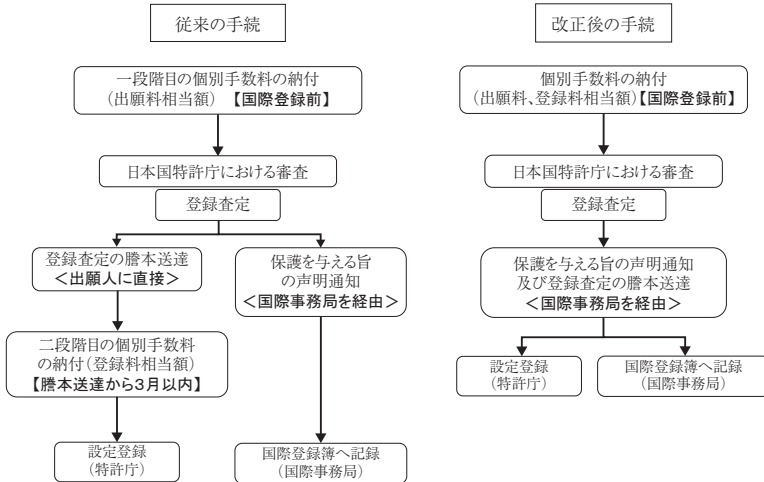 従来の手続
一段階目の個別手数料の納付
(出願料相当額) 【国際登録前】
日本国特許庁における審査
登録査定
登録査定の謄本送達
<出願人に直接>
保護を与える旨
の声明通知
<国際事務局を経由>
二段階目の個別手数料
の納付(登録料相当額)
【謄本送達から3月以内】
設定登録
(特許庁)
国際登録簿へ記録
(国際事務局)
改正後の手続
個別手数料の納付
(出願料、登録料相当額)【国際登録前】
日本国特許庁における審査
登録査定
保護を与える旨の声明通知
及び登録査定の謄本送達
<国際事務局を経由>
設定登録
(特許庁)
国際登録簿へ記録
(国際事務局)